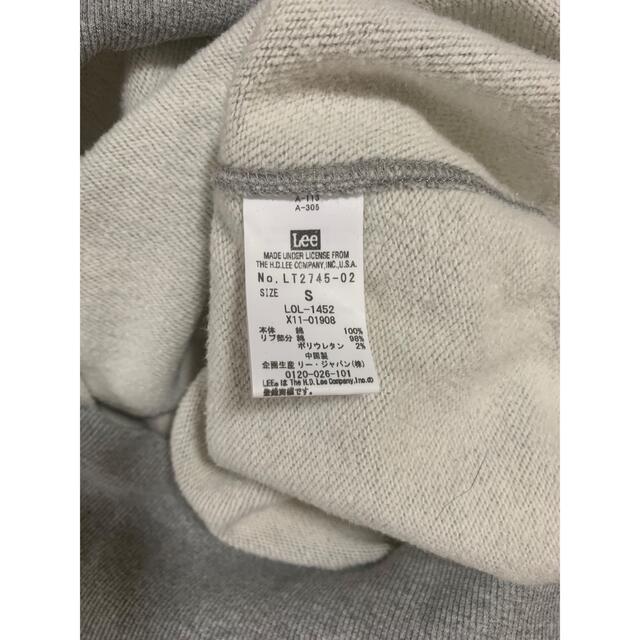 A-113
A-305
Lee
MADE UNDER LICENSE FROM
THE H.D.LEE COMPANY,INC.,U.S.A.
No.LT2745-02
SIZE S
LOL-1452
X11-01908
本体 綿 100%
リブ部分 綿 98%
ポリウレタン 2%
中国製
企画生産 リー・ジャパン(株)
0120-026-101
LEE®は The H.D. Lee Company,Inc.の
登録商標です。